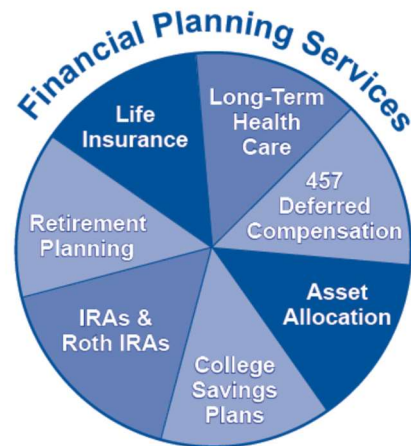 Financial Planning Services
Life
Insurance
Long-Term
Health
Care
457
Deferred
Compensation
Asset
Allocation
College
Savings
Plans
IRAs &
Roth IRAs
Retirement
Planning